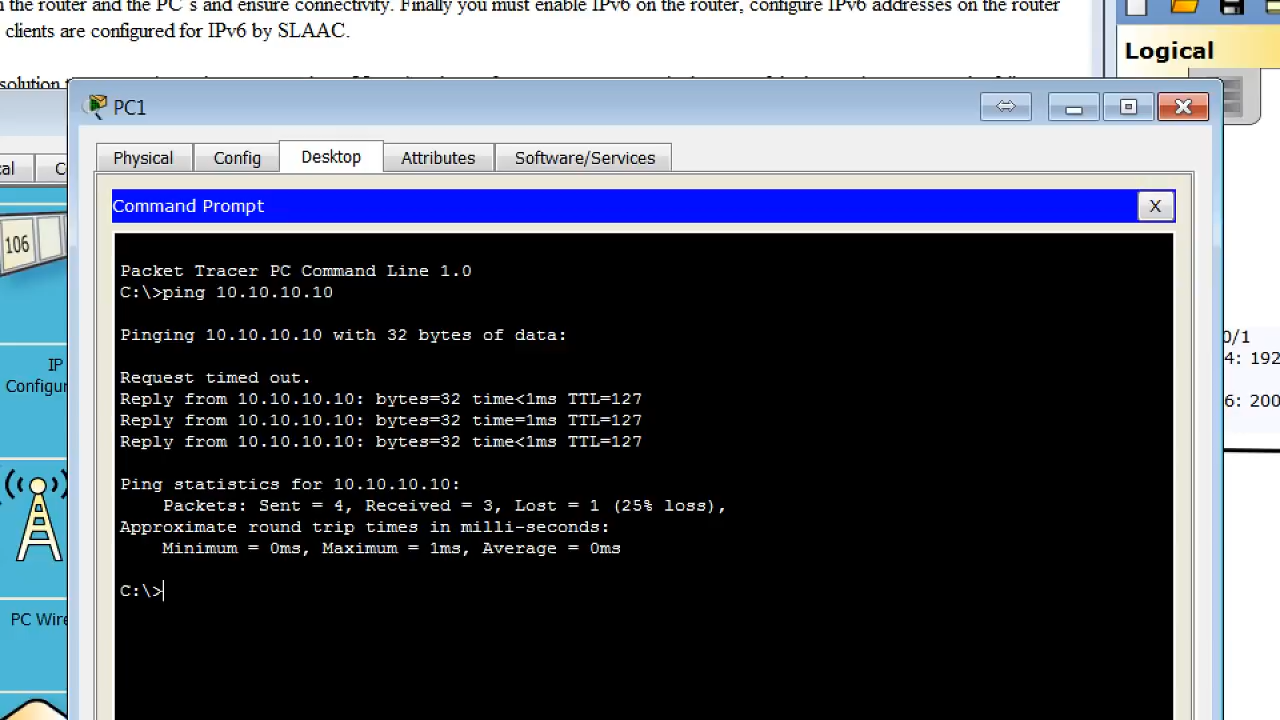 n the router and the PC's and ensure connectivity. Finally you must enable IPv6 on the router, configure IPv6 addresses on the router
clients are configured for IPv6 by SLAAC.
solution
Logical
PC1
Physical Config Desktop Attributes Software/Services
al C
Command Prompt
X
106
Packet Tracer PC Command Line 1.0
C:\>ping 10.10.10.10
Pinging 10.10.10.10 with 32 bytes of data:
Request timed out.
Reply from 10.10.10.10: bytes=32 time<1ms TTL=127
Reply from 10.10.10.10: bytes=32 time=1ms TTL=127
Reply from 10.10.10.10: bytes=32 time<1ms TTL=127
Ping statistics for 10.10.10.10:
Packets: Sent = 4, Received = 3, Lost = 1 (25% loss),
Approximate round trip times in milli-seconds:
Minimum = 0ms, Maximum = 1ms, Average = 0ms
C:\>
IP
Configur
PC Wire
0/1
4: 192
6: 200